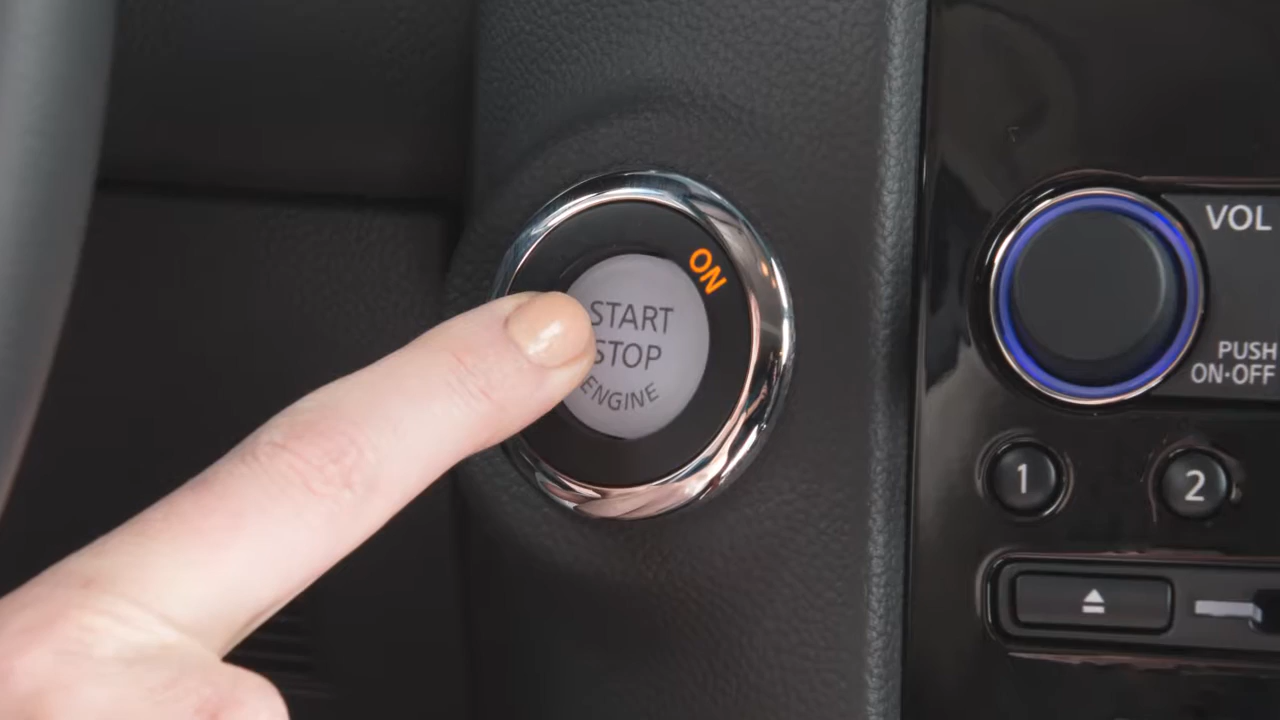 ON
START
STOP
ENGINE
VOL
PUSH
ON·OFF
1
2